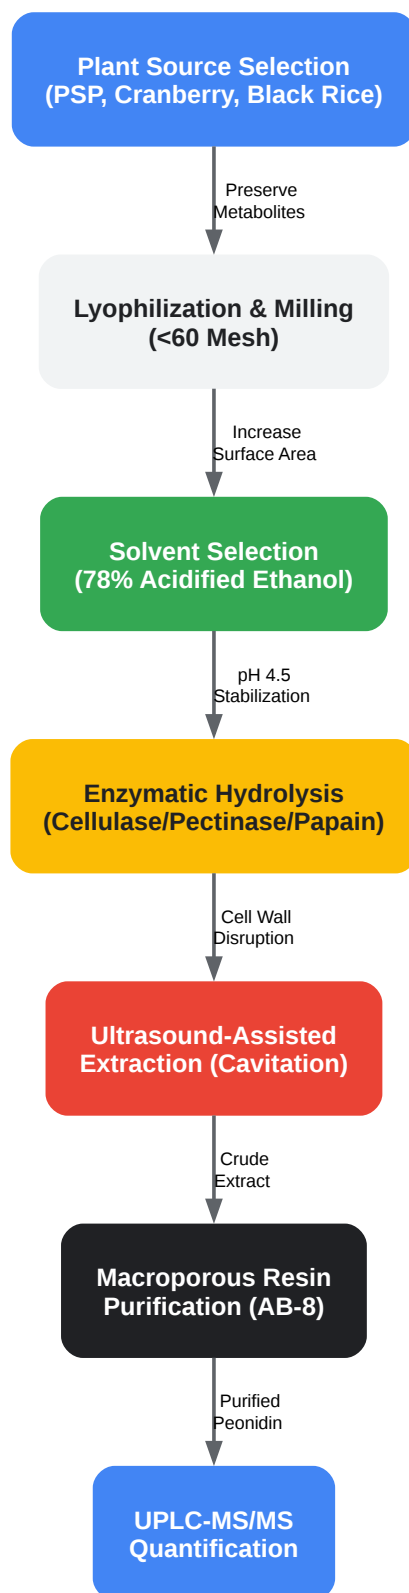 Plant Source Selection
(PSP, Cranberry, Black Rice)
Preserve
Metabolites
Lyophilization & Milling
(<60 Mesh)
Increase
Surface Area
Solvent Selection
(78% Acidified Ethanol)
pH 4.5
Stabilization
Enzymatic Hydrolysis
(Cellulase/Pectinase/Papain)
Cell Wall
Disruption
Ultrasound-Assisted
Extraction (Cavitation)
Crude
Extract
Macroporous Resin
Purification (AB-8)
Purified
Peonidin
UPLC-MS/MS
Quantification